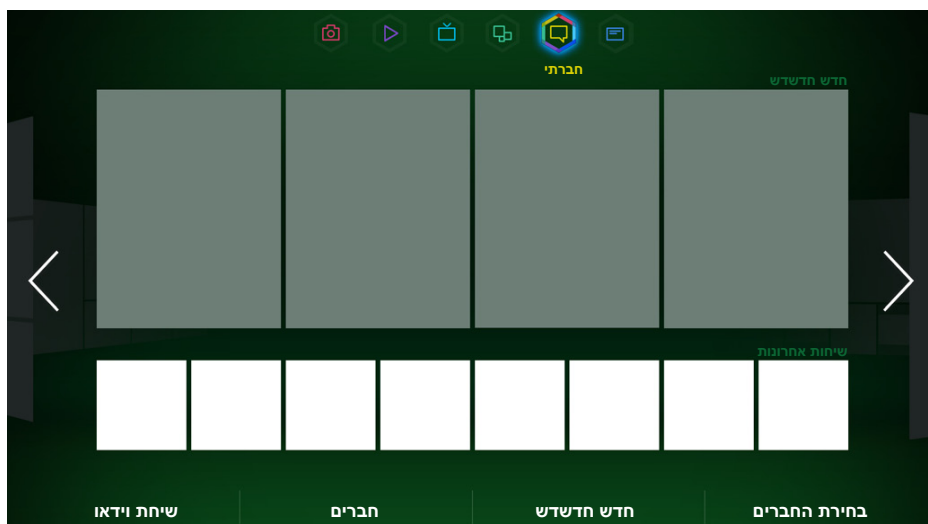 חברתי
חדש חדשדש
שיחות אחרונות
בחירת החברים
חדש חדשדש
חברים
שיחת וידאו